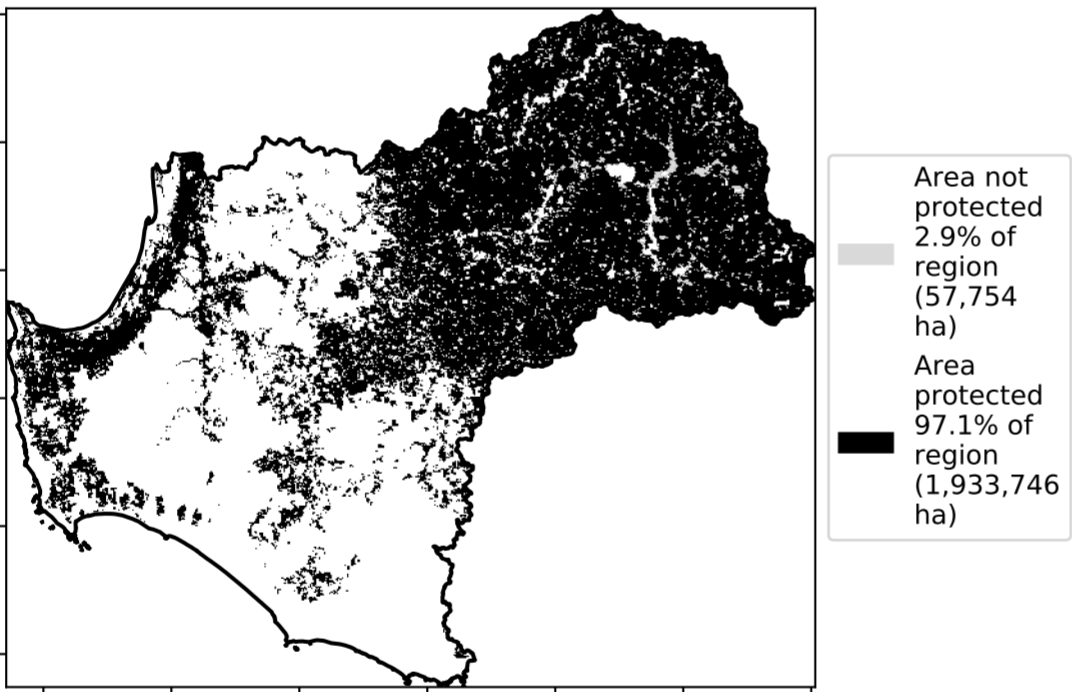 Area not
protected
2.9% of
region
(57,754
ha)
Area
protected
97.1% of
region
(1,933,746
ha)